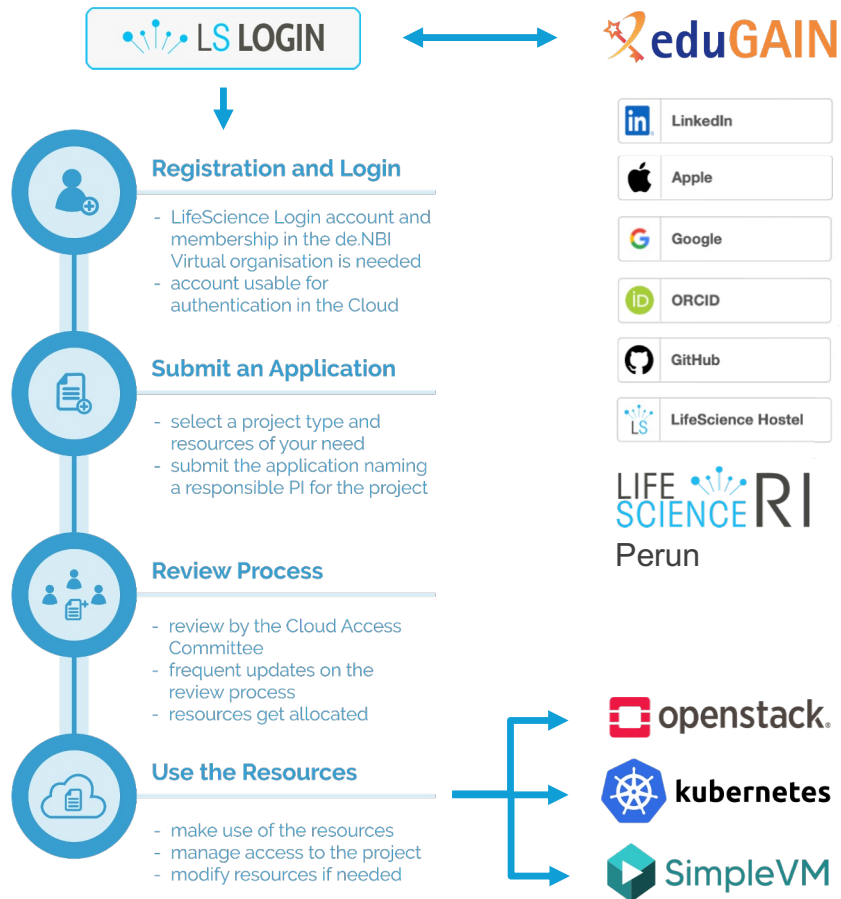 LS LOGIN
eduGAIN
Registration and Login
- LifeScience Login account and
membership in the de.NBI
Virtual organisation is needed
- account usable for
authentication in the Cloud
Submit an Application
- select a project type and
resources of your need
- submit the application naming
a responsible PI for the project
Review Process
- review by the Cloud Access
Committee
- frequent updates on the
review process
- resources get allocated
Use the Resources
- make use of the resources
- manage access to the project
- modify resources if needed
in LinkedIn
Apple
G Google
iD ORCID
GitHub
LS LifeScience Hostel
LIFE
SCIENCE RI
Perun
openstack.
kubernetes
SimpleVM